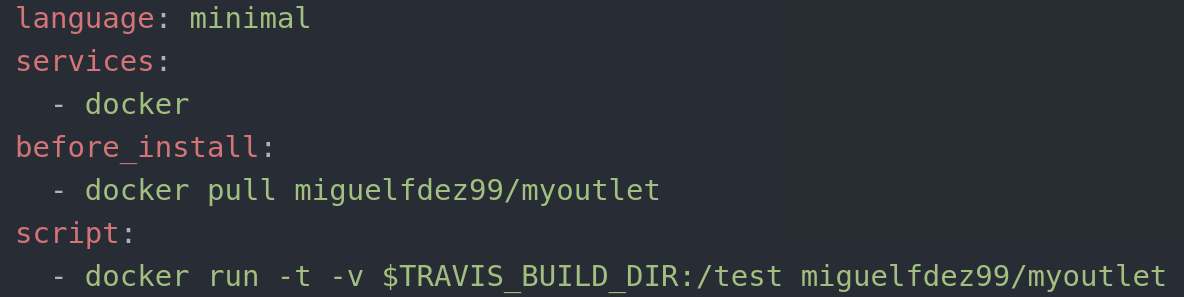 language: minimal
services:
  - docker
before_install:
  - docker pull miguelfdez99/myoutlet
script:
  - docker run -t -v $TRAVIS_BUILD_DIR:/test miguelfdez99/myoutlet